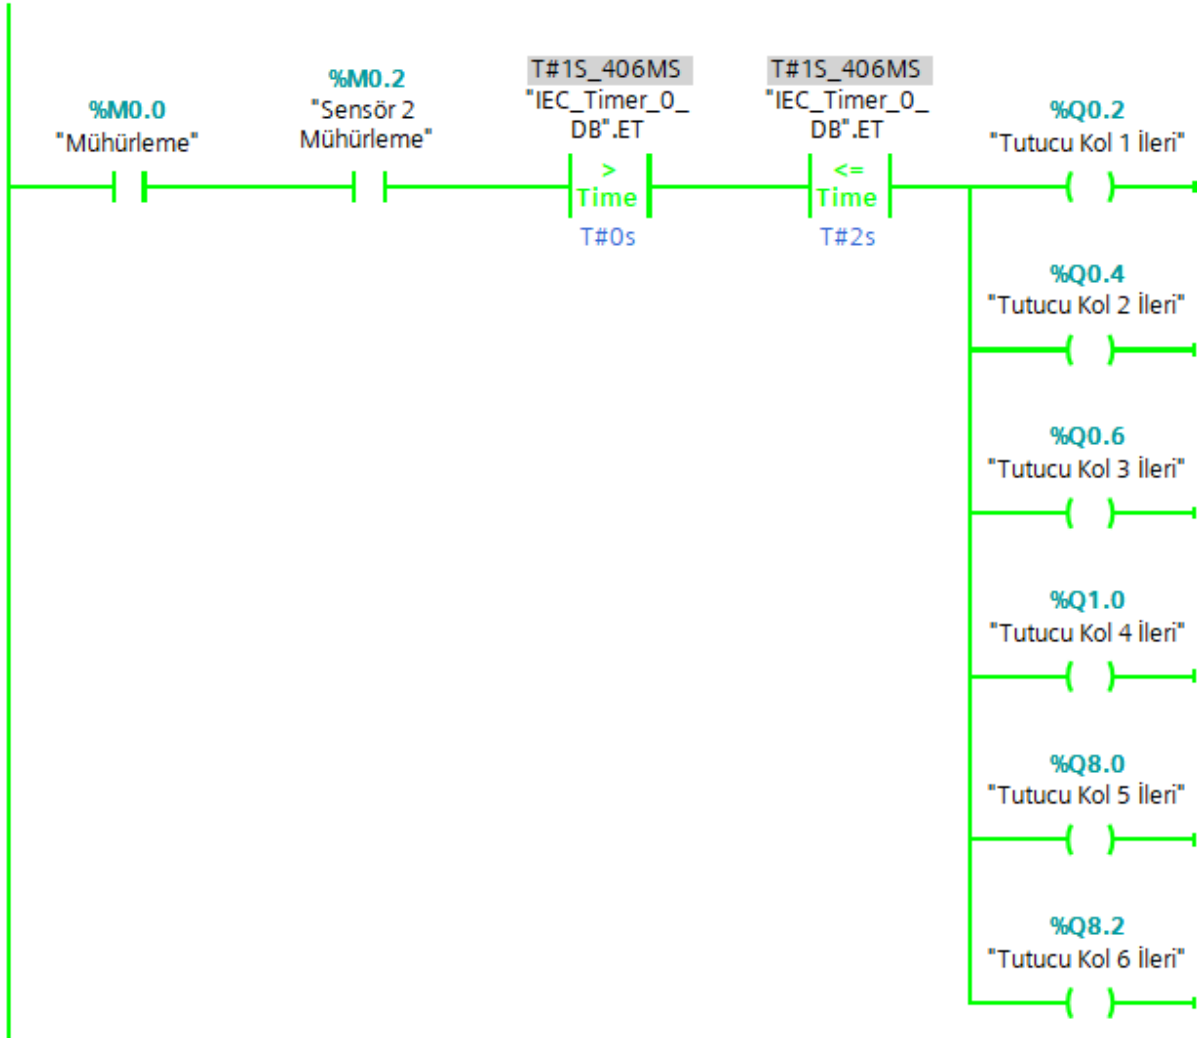 %M0.0
"Mühürleme"
%M0.2
"Sensör 2
Mühürleme"
T#1S_406MS
"IEC_Timer_0_
DB".ET
>
Time
T#0s
T#1S_406MS
"IEC_Timer_0_
DB".ET
<=
Time
T#2s
%Q0.2
"Tutucu Kol 1 İleri"
%Q0.4
"Tutucu Kol 2 İleri"
%Q0.6
"Tutucu Kol 3 İleri"
%Q1.0
"Tutucu Kol 4 İleri"
%Q8.0
"Tutucu Kol 5 İleri"
%Q8.2
"Tutucu Kol 6 İleri"